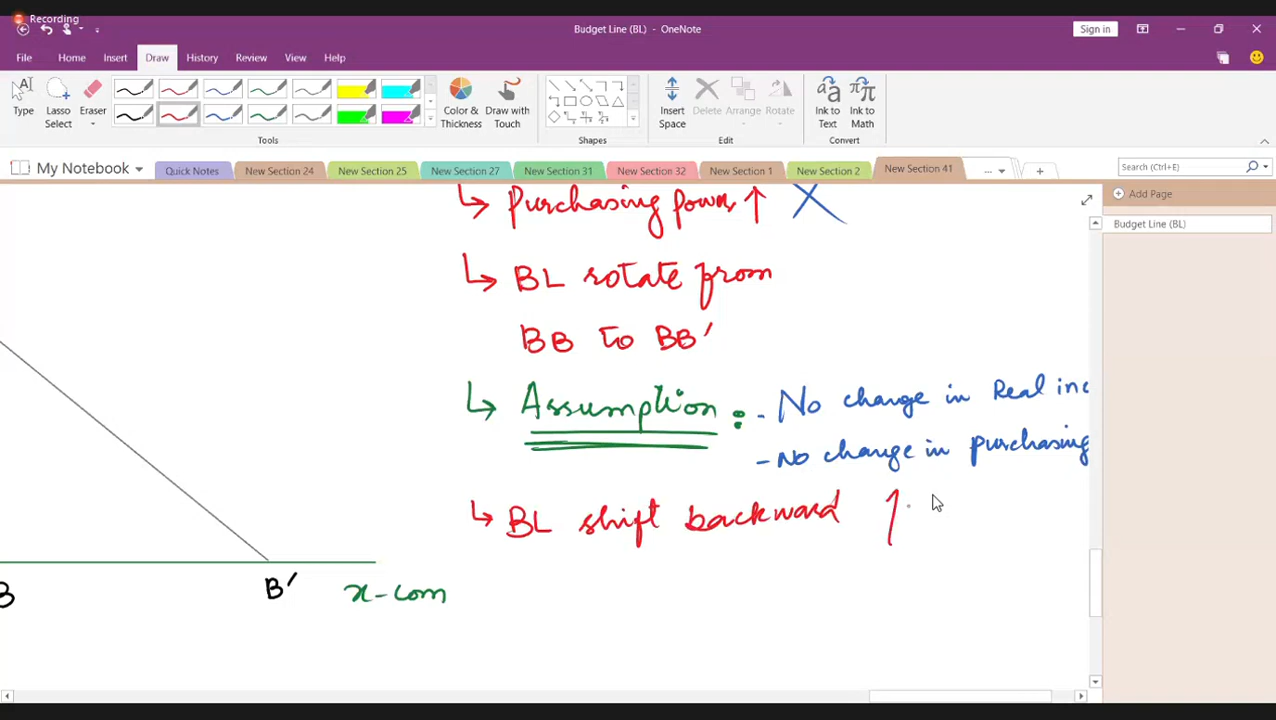 Recording
Budget Line (BL) - OneNote
Sign in
File Home Insert Draw History Review View Help
Type
Lasso Select
Eraser
Color & Thickness
Draw with Touch
Insert Space
Delete
Arrange
Rotate
Ink to Text
Ink to Math
Tools
Shapes
Edit
Convert
My Notebook
Quick Notes
New Section 24
New Section 25
New Section 27
New Section 31
New Section 32
New Section 1
New Section 2
New Section 41
...
Search (Ctrl+E)
Add Page
Budget Line (BL)
↳ Purchasing power ↑ X
↳ BL rotate from
BB to BB'
↳ Assumption : - No change in Real inc
- No change in purchasing
↳ BL shift backward
B
B'
x-com